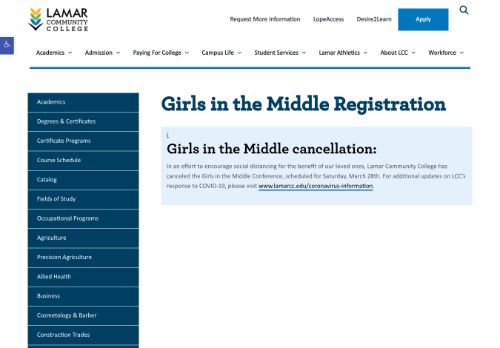 LAMAR
COMMUNITY
COLLEGE
Request More Information LopeAccess Desire2Learn Apply
Academics Admission Paying For College Campus Life Student Services Lamar Athletics About LCC Workforce
Academics
Degrees & Certificates
Certificate Programs
Course Schedule
Catalog
Fields of Study
Occupational Programs
Agriculture
Precision Agriculture
Allied Health
Business
Cosmetology & Barber
Construction Trades
Girls in the Middle Registration
i
Girls in the Middle cancellation:
In an effort to encourage social distancing for the benefit of our loved ones, Lamar Community College has
canceled the Girls in the Middle Conference, scheduled for Saturday, March 28th. For additional updates on LCC's
response to COVID-19, please visit www.lamarcc.edu/coronavirus-information.